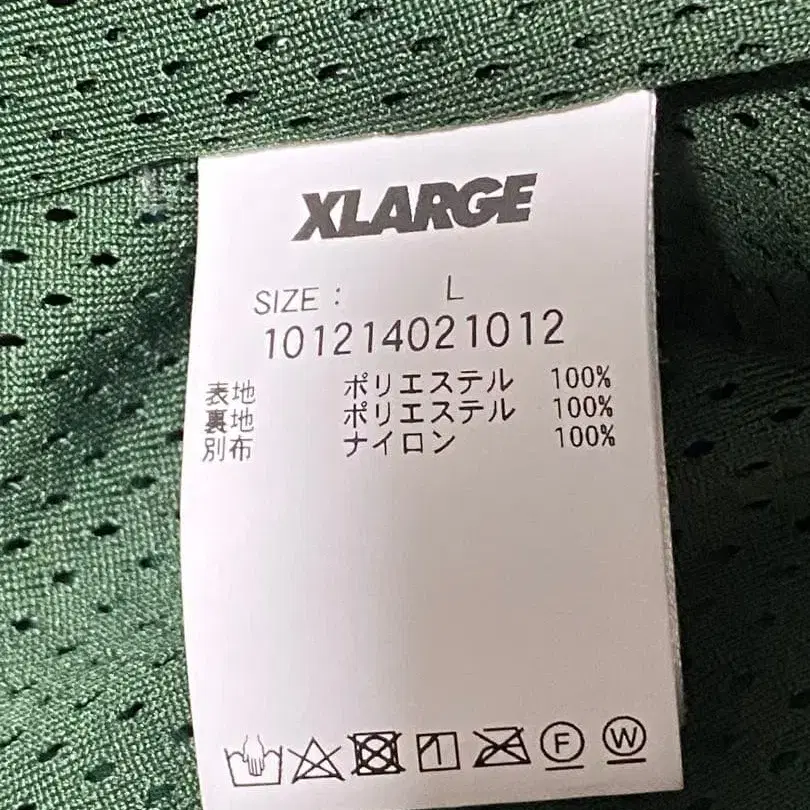 XLARGE
SIZE : L
101214021012
表地 ポリエステル 100%
裏地 ポリエステル 100%
別布 ナイロン 100%
F W